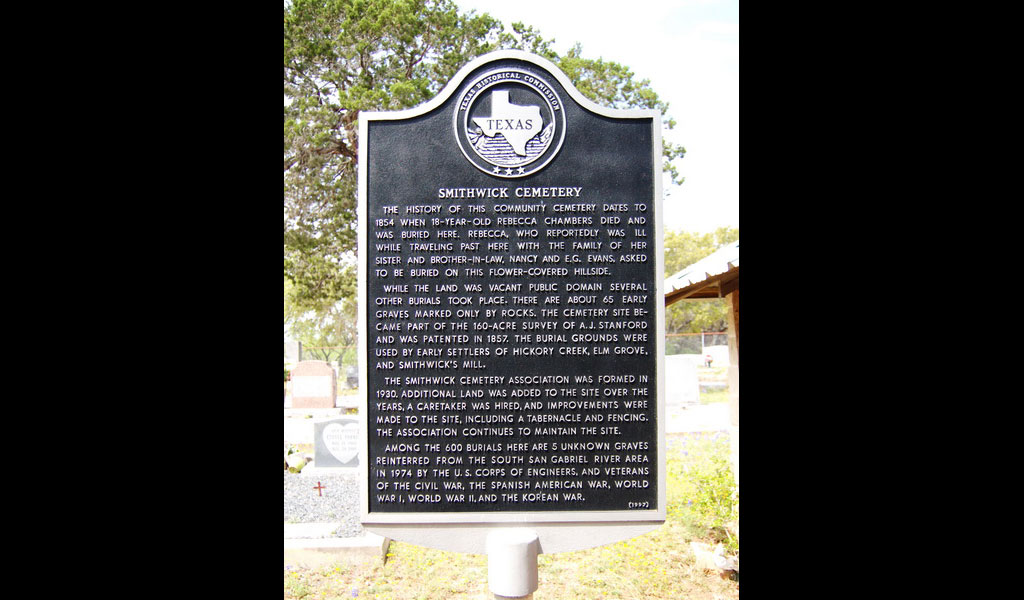 TEXAS HISTORICAL COMMISSION
TEXAS
SMITHWICK CEMETERY
THE HISTORY OF THIS COMMUNITY CEMETERY DATES TO
1854 WHEN 18-YEAR-OLD REBECCA CHAMBERS DIED AND
WAS BURIED HERE. REBECCA, WHO REPORTEDLY WAS ILL
WHILE TRAVELING PAST HERE WITH THE FAMILY OF HER
SISTER AND BROTHER-IN-LAW, NANCY AND E.G. EVANS, ASKED
TO BE BURIED ON THIS FLOWER-COVERED HILLSIDE.
WHILE THE LAND WAS VACANT PUBLIC DOMAIN SEVERAL
OTHER BURIALS TOOK PLACE. THERE ARE ABOUT 65 EARLY
GRAVES MARKED ONLY BY ROCKS. THE CEMETERY SITE BE-
CAME PART OF THE 160-ACRE SURVEY OF A.J. STANFORD
AND WAS PATENTED IN 1857. THE BURIAL GROUNDS WERE
USED BY EARLY SETTLERS OF HICKORY CREEK, ELM GROVE,
AND SMITHWICK'S MILL.
THE SMITHWICK CEMETERY ASSOCIATION WAS FORMED IN
1930. ADDITIONAL LAND WAS ADDED TO THE SITE OVER THE
YEARS, A CARETAKER WAS HIRED, AND IMPROVEMENTS WERE
MADE TO THE SITE, INCLUDING A TABERNACLE AND FENCING.
THE ASSOCIATION CONTINUES TO MAINTAIN THE SITE.
AMONG THE 600 BURIALS HERE ARE 5 UNKNOWN GRAVES
REINTERRED FROM THE SOUTH SAN GABRIEL RIVER AREA
IN 1974 BY THE U.S. CORPS OF ENGINEERS, AND VETERANS
OF THE CIVIL WAR, THE SPANISH AMERICAN WAR, WORLD
WAR I, WORLD WAR II, AND THE KOREAN WAR.
(1997)